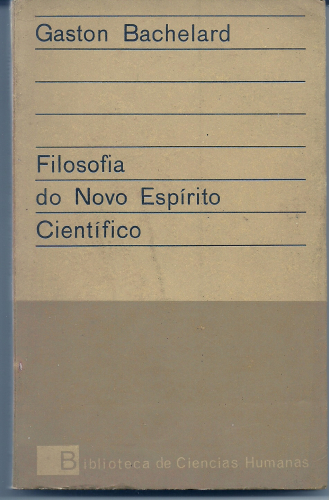 Gaston Bachelard
Filosofia
do Novo Espírito
Científico
Biblioteca de Ciencias Humanas